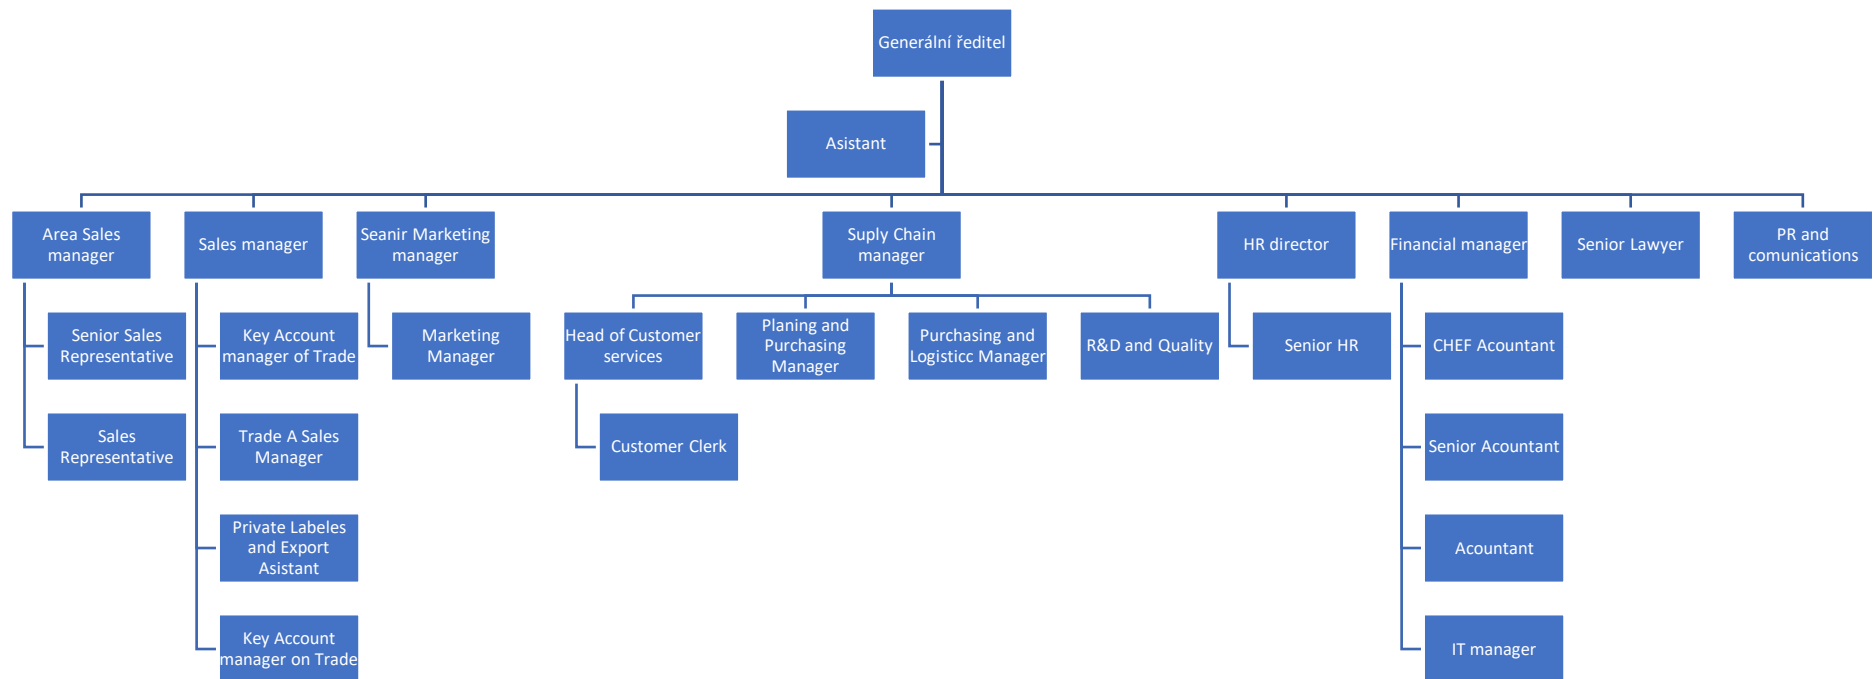 Generální ředitel
Asistant
Area Sales
manager
Sales manager
Seanir Marketing
manager
Suply Chain
manager
HR director
Financial manager
Senior Lawyer
PR and
comunications
Senior Sales
Representative
Key Account
manager of Trade
Marketing
Manager
Head of Customer
services
Planing and
Purchasing
Manager
Purchasing and
Logisticc Manager
R&D and Quality
Senior HR
CHEF Acountant
Sales
Representative
Trade A Sales
Manager
Customer Clerk
Senior Acountant
Private Labeles
and Export
Asistant
Acountant
Key Account
manager on Trade
IT manager